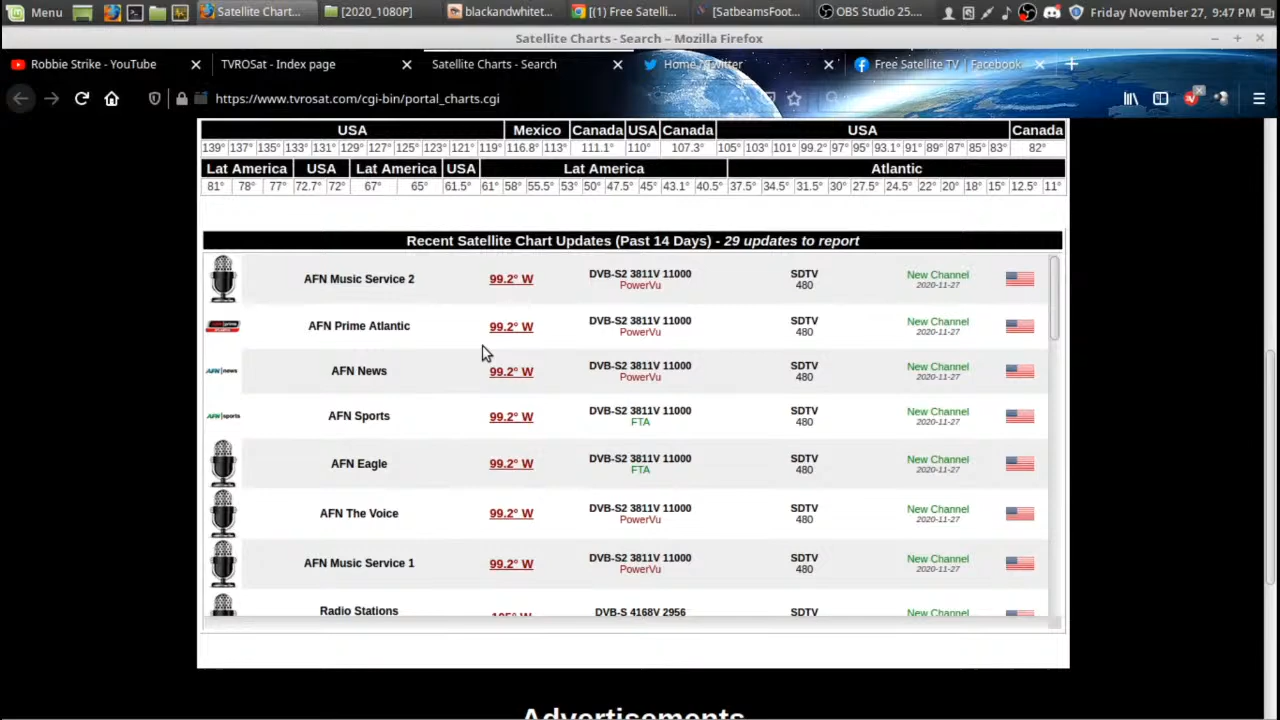 Menu
Satellite Chart...
[2020_1080P]
blackandwhitet...
[(1) Free Satelli...
[SatbeamsFoot...
OBS Studio 25....
Friday November 27, 9:47 PM
Satellite Charts - Search – Mozilla Firefox
Robbie Strike - YouTube
TVROSat - Index page
Satellite Charts - Search
Home / Twitter
Free Satellite TV | Facebook
https://www.tvrosat.com/cgi-bin/portal_charts.cgi
USA Mexico Canada USA Canada USA Canada
139° 137° 135° 133° 131° 129° 127° 125° 123° 121° 119° 116.8° 113° 111.1° 110° 107.3° 105° 103° 101° 99.2° 97° 95° 93.1° 91° 89° 87° 85° 83° 82°
Lat America USA Lat America USA Lat America Atlantic
81° 78° 77° 72.7° 72° 67° 65° 61.5° 61° 58° 55.5° 53° 50° 47.5° 45° 43.1° 40.5° 37.5° 34.5° 31.5° 30° 27.5° 24.5° 22° 20° 18° 15° 12.5° 11°
Recent Satellite Chart Updates (Past 14 Days) - 29 updates to report
AFN Music Service 2
99.2° W
DVB-S2 3811V 11000
PowerVu
SDTV
480
New Channel
2020-11-27
AFN Prime Atlantic
99.2° W
DVB-S2 3811V 11000
PowerVu
SDTV
480
New Channel
2020-11-27
AFN|news
AFN News
99.2° W
DVB-S2 3811V 11000
PowerVu
SDTV
480
New Channel
2020-11-27
AFN|sports
AFN Sports
99.2° W
DVB-S2 3811V 11000
FTA
SDTV
480
New Channel
2020-11-27
AFN Eagle
99.2° W
DVB-S2 3811V 11000
FTA
SDTV
480
New Channel
2020-11-27
AFN The Voice
99.2° W
DVB-S2 3811V 11000
PowerVu
SDTV
480
New Channel
2020-11-27
AFN Music Service 1
99.2° W
DVB-S2 3811V 11000
PowerVu
SDTV
480
New Channel
2020-11-27
Radio Stations
105° W
DVB-S 4168V 2956
SDTV
New Channel
Advertisements